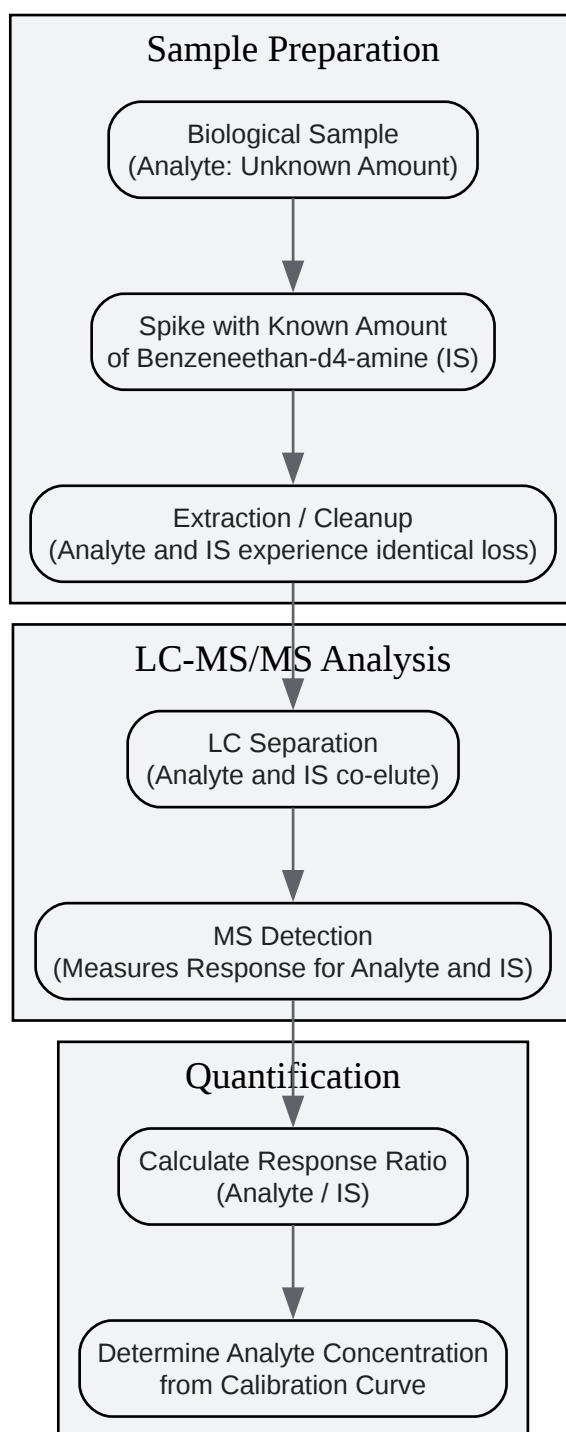 Sample Preparation
Biological Sample
(Analyte: Unknown Amount)
Spike with Known Amount
of Benzeneethan-d4-amine (IS)
Extraction / Cleanup
(Analyte and IS experience identical loss)
LC-MS/MS Analysis
LC Separation
(Analyte and IS co-elute)
MS Detection
(Measures Response for Analyte and IS)
Quantification
Calculate Response Ratio
(Analyte / IS)
Determine Analyte Concentration
from Calibration Curve